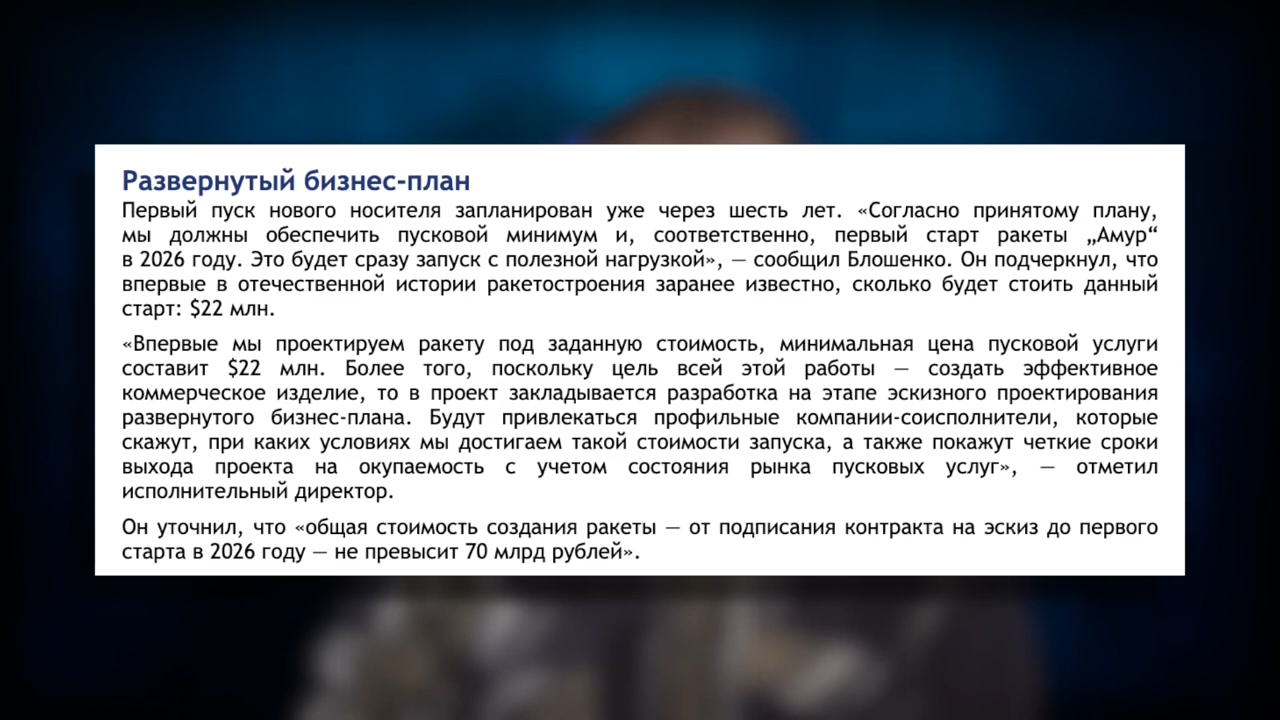 Развернутый бизнес-план
Первый пуск нового носителя запланирован уже через шесть лет. «Согласно принятому плану,
мы должны обеспечить пусковой минимум и, соответственно, первый старт ракеты „Амур“
в 2026 году. Это будет сразу запуск с полезной нагрузкой», — сообщил Блошенко. Он подчеркнул, что
впервые в отечественной истории ракетостроения заранее известно, сколько будет стоить данный
старт: $22 млн.
«Впервые мы проектируем ракету под заданную стоимость, минимальная цена пусковой услуги
составит $22 млн. Более того, поскольку цель всей этой работы — создать эффективное
коммерческое изделие, то в проект закладывается разработка на этапе эскизного проектирования
развернутого бизнес-плана. Будут привлекаться профильные компании-соисполнители, которые
скажут, при каких условиях мы достигаем такой стоимости запуска, а также покажут четкие сроки
выхода проекта на окупаемость с учетом состояния рынка пусковых услуг», — отметил
исполнительный директор.
Он уточнил, что «общая стоимость создания ракеты — от подписания контракта на эскиз до первого
старта в 2026 году — не превысит 70 млрд рублей».